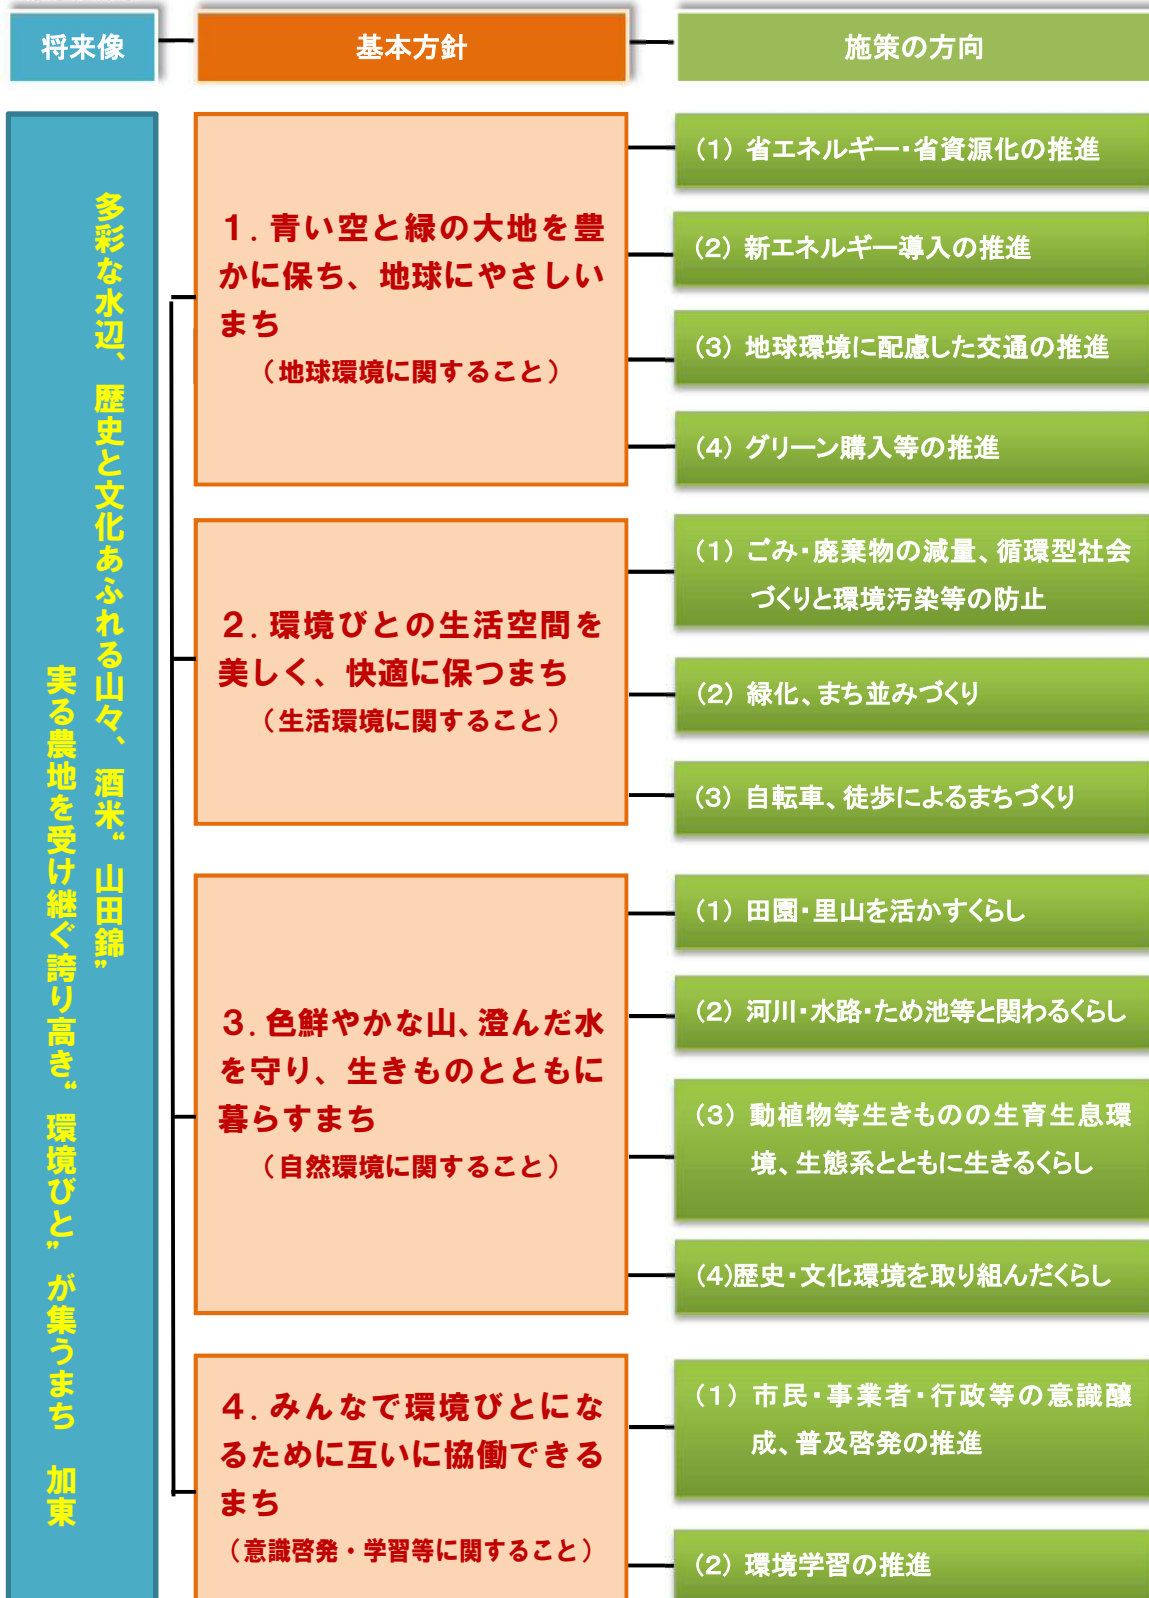 将来像
基本方針
施策の方向
多彩な水辺、歴史と文化あふれる山々、酒米“山田錦”
実る農地を受け継ぐ誇り高き“環境びと”が集うまち　加東
１．青い空と緑の大地を豊
かに保ち、地球にやさしい
まち
（地球環境に関すること）
（１）省エネルギー・省資源化の推進
（２）新エネルギー導入の推進
（３）地球環境に配慮した交通の推進
（４）グリーン購入等の推進
２．環境びとの生活空間を
美しく、快適に保つまち
（生活環境に関すること）
（１）ごみ・廃棄物の減量、循環型社会
づくりと環境汚染等の防止
（２）緑化、まち並みづくり
（３）自転車、徒歩によるまちづくり
３．色鮮やかな山、澄んだ水
を守り、生きものとともに
暮らすまち
（自然環境に関すること）
（１）田園・里山を活かすくらし
（２）河川・水路・ため池等と関わるくらし
（３）動植物等生きものの生育生息環
境、生態系とともに生きるくらし
（４）歴史・文化環境を取り組んだくらし
４．みんなで環境びとにな
るために互いに協働できる
まち
（意識啓発・学習等に関すること）
（１）市民・事業者・行政等の意識醸
成、普及啓発の推進
（２）環境学習の推進